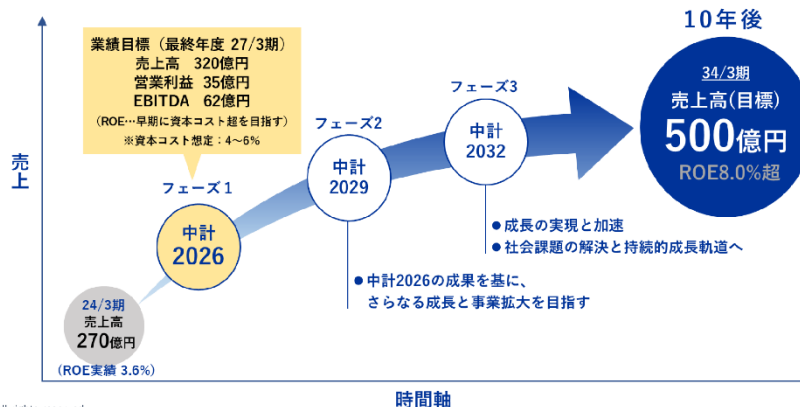 10年後
業績目標（最終年度 27/3期）
売上高 320億円
営業利益 35億円
EBITDA 62億円
（ROE…早期に資本コスト超を目指す）
※資本コスト想定：4～6%
フェーズ1
中計
2026
フェーズ2
中計
2029
フェーズ3
中計
2032
34/3期
売上高(目標)
500億円
ROE8.0%超
●成長の実現と加速
●社会課題の解決と持続的成長軌道へ
●中計2026の成果を基に、
さらなる成長と事業拡大を目指す
24/3期
売上高
270億円
(ROE実績 3.6%)
売上
時間軸